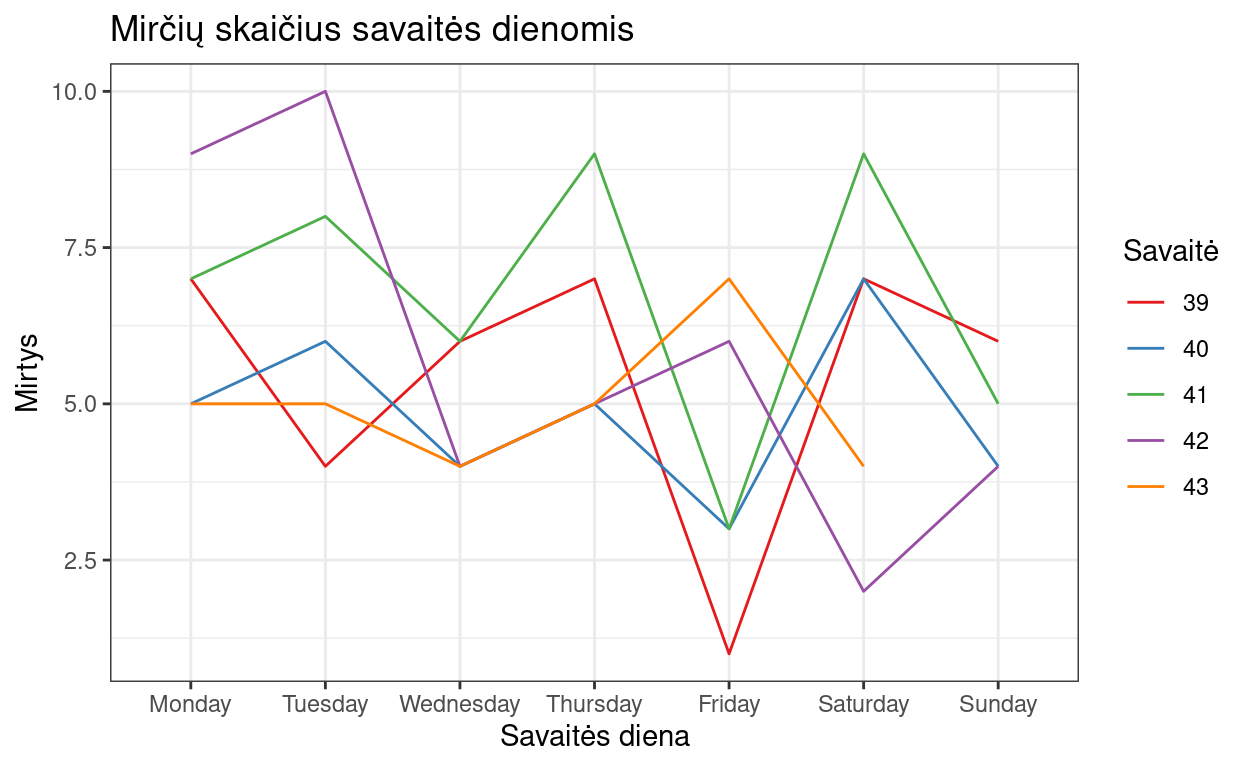 Mirčių skaičius savaitės dienomis
10.0
7.5
5.0
2.5
Mirtys
Monday Tuesday Wednesday Thursday Friday Saturday Sunday
Savaitės diena
Savaitė
39
40
41
42
43